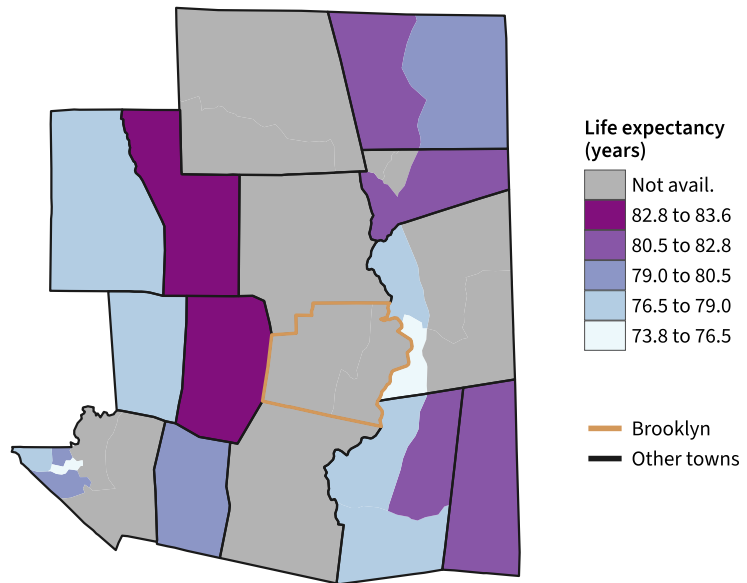 Life expectancy
(years)
Not avail.
82.8 to 83.6
80.5 to 82.8
79.0 to 80.5
76.5 to 79.0
73.8 to 76.5
Brooklyn
Other towns